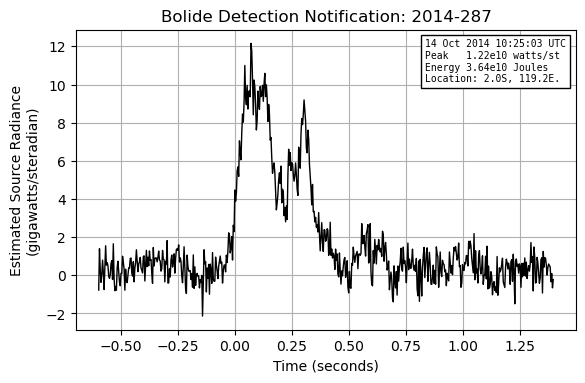 Bolide Detection Notification: 2014-287
14 Oct 2014 10:25:03 UTC
Peak   1.22e10 watts/st
Energy 3.64e10 Joules
Location: 2.0S, 119.2E.
Estimated Source Radiance
(gigawatts/steradian)
12
10
8
6
4
2
0
−2
−0.50 −0.25 0.00 0.25 0.50 0.75 1.00 1.25
Time (seconds)